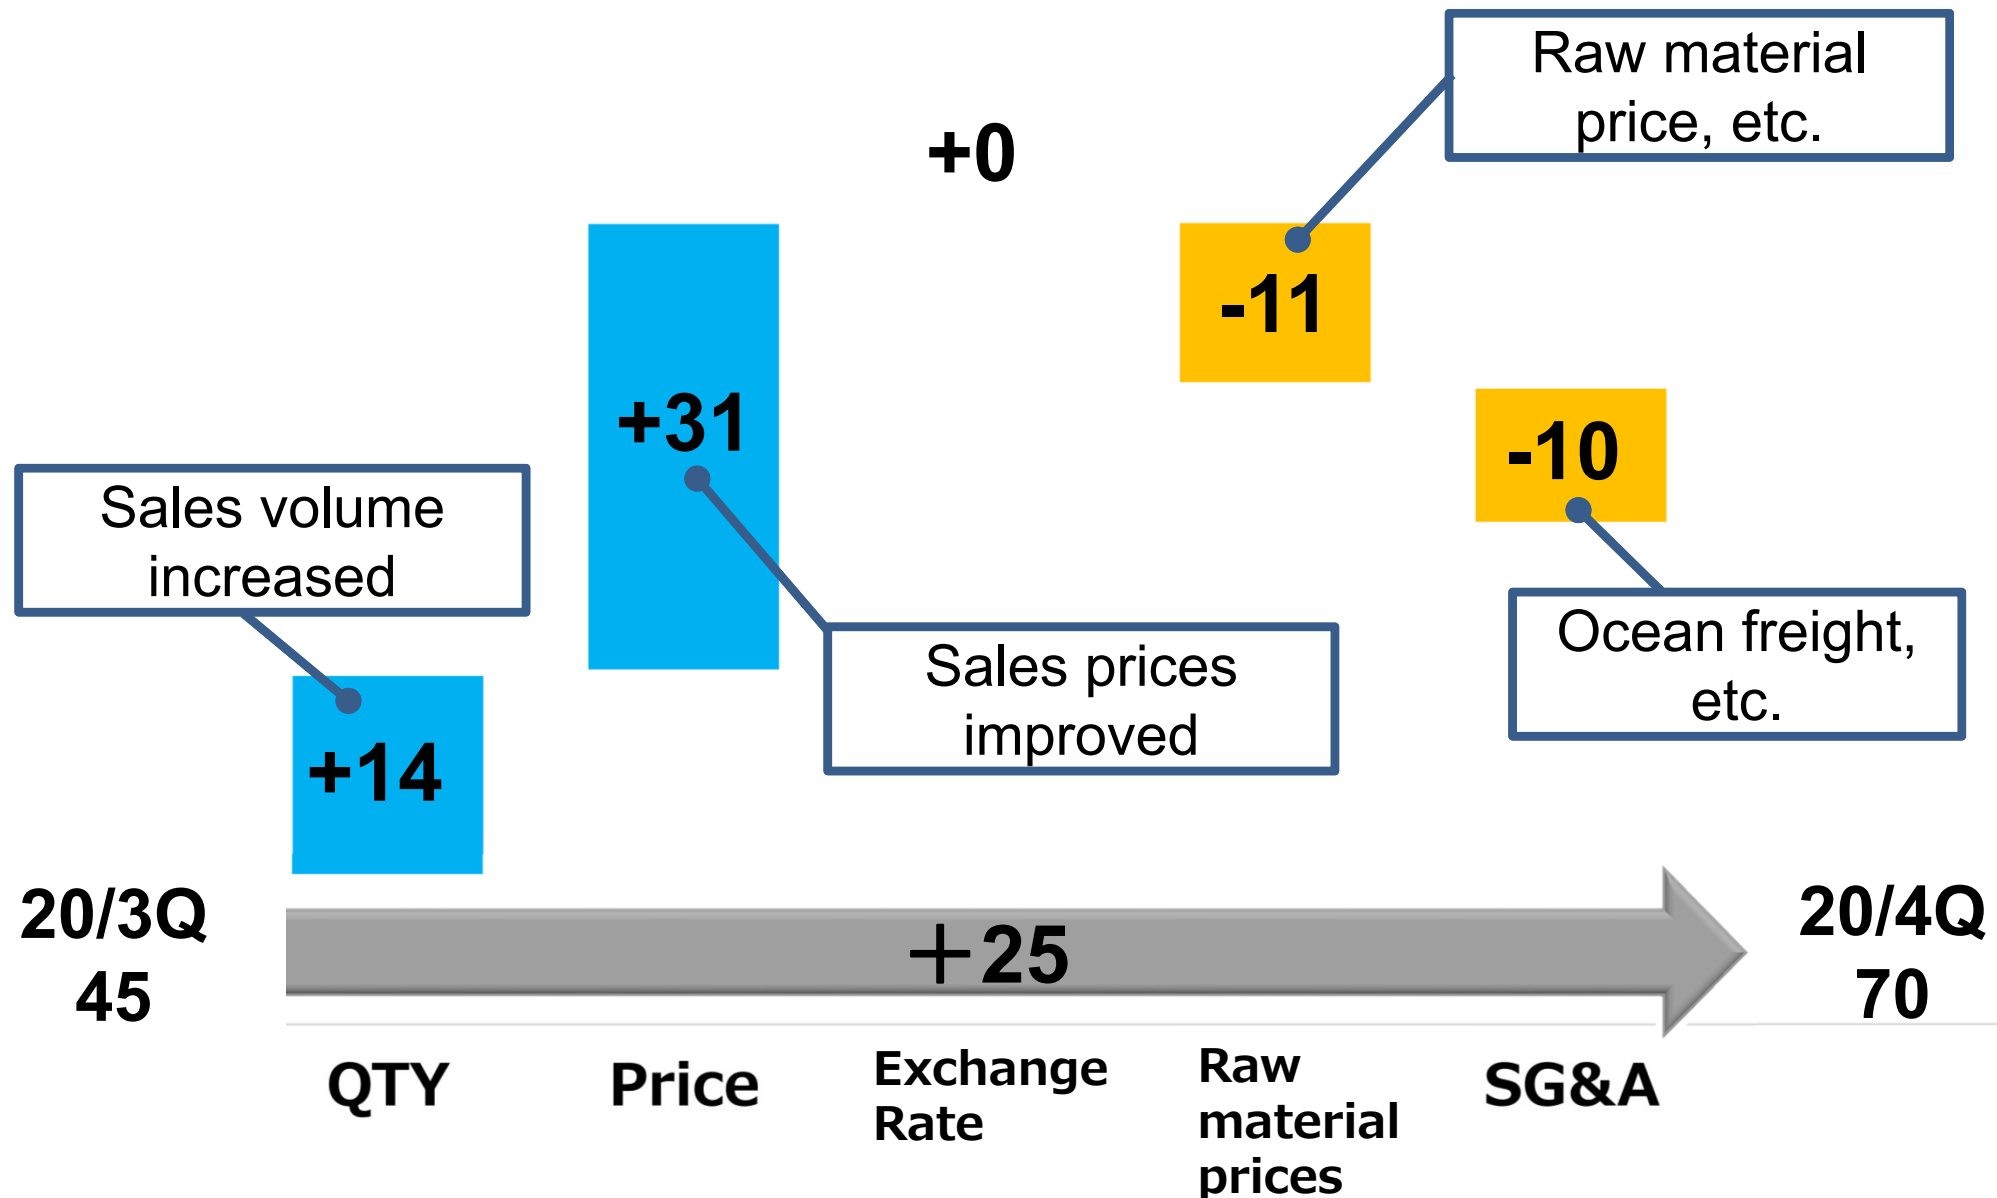 Raw material
price, etc.
+0
-11
+31
-10
Sales volume
increased
Sales prices
improved
Ocean freight,
etc.
+14
20/3Q
45
+25
20/4Q
70
QTY
Price
Exchange
Rate
Raw
material
prices
SG&A